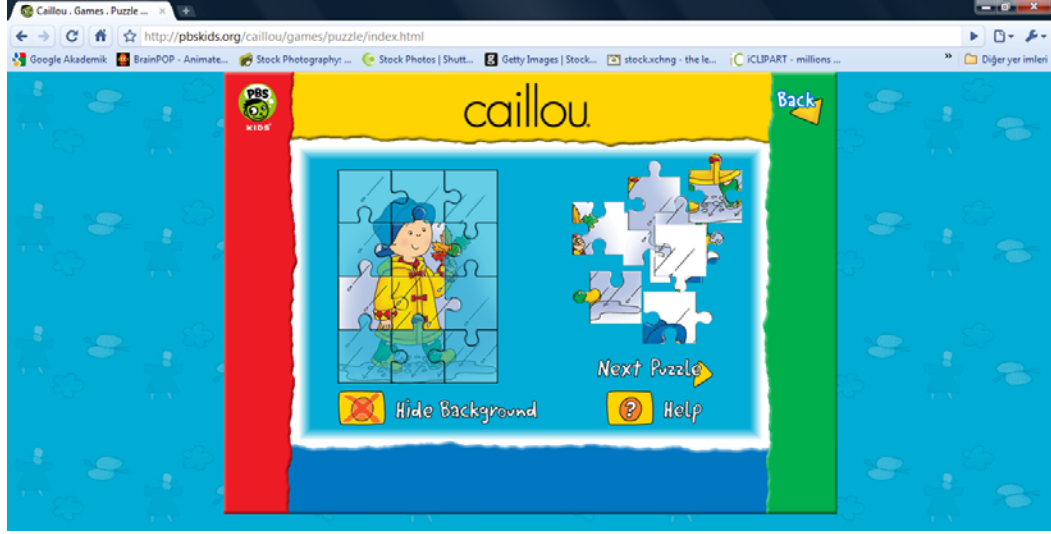 Caillou . Games . Puzzle ...
http://pbskids.org/caillou/games/puzzle/index.html
Google Akademik BrainPOP - Animate... Stock Photography: ... Stock Photos | Shutt... Getty Images | Stock... stock.xchng - the le... iCLIPART - millions ... » Diğer yer imleri
PBS
KIDS
caillou
Back
Next Puzzle
Hide Background
? Help